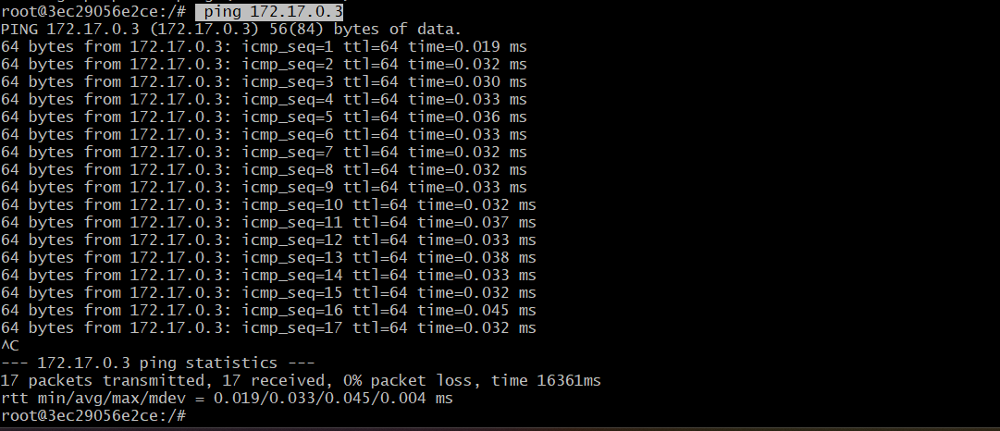 root@3ec29056e2ce:/# ping 172.17.0.3
PING 172.17.0.3 (172.17.0.3) 56(84) bytes of data.
64 bytes from 172.17.0.3: icmp_seq=1 ttl=64 time=0.019 ms
64 bytes from 172.17.0.3: icmp_seq=2 ttl=64 time=0.032 ms
64 bytes from 172.17.0.3: icmp_seq=3 ttl=64 time=0.030 ms
64 bytes from 172.17.0.3: icmp_seq=4 ttl=64 time=0.033 ms
64 bytes from 172.17.0.3: icmp_seq=5 ttl=64 time=0.036 ms
64 bytes from 172.17.0.3: icmp_seq=6 ttl=64 time=0.033 ms
64 bytes from 172.17.0.3: icmp_seq=7 ttl=64 time=0.032 ms
64 bytes from 172.17.0.3: icmp_seq=8 ttl=64 time=0.032 ms
64 bytes from 172.17.0.3: icmp_seq=9 ttl=64 time=0.033 ms
64 bytes from 172.17.0.3: icmp_seq=10 ttl=64 time=0.032 ms
64 bytes from 172.17.0.3: icmp_seq=11 ttl=64 time=0.037 ms
64 bytes from 172.17.0.3: icmp_seq=12 ttl=64 time=0.033 ms
64 bytes from 172.17.0.3: icmp_seq=13 ttl=64 time=0.038 ms
64 bytes from 172.17.0.3: icmp_seq=14 ttl=64 time=0.033 ms
64 bytes from 172.17.0.3: icmp_seq=15 ttl=64 time=0.032 ms
64 bytes from 172.17.0.3: icmp_seq=16 ttl=64 time=0.045 ms
64 bytes from 172.17.0.3: icmp_seq=17 ttl=64 time=0.032 ms
^C
--- 172.17.0.3 ping statistics ---
17 packets transmitted, 17 received, 0% packet loss, time 16361ms
rtt min/avg/max/mdev = 0.019/0.033/0.045/0.004 ms
root@3ec29056e2ce:/#